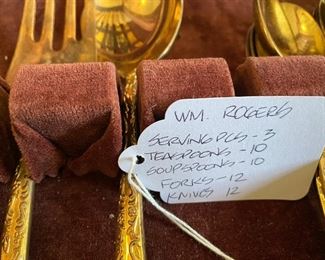 WM. ROGERS
SERVING PCS - 3
TEASPOONS - 10
SOUPSPOONS - 10
FORKS - 12
KNIVES 12